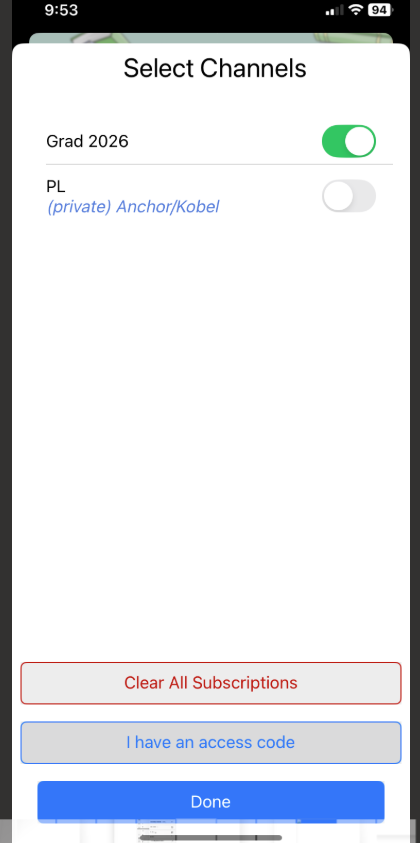 9:53
94
Select Channels
Grad 2026
PL
(private) Anchor/Kobel
Clear All Subscriptions
I have an access code
Done